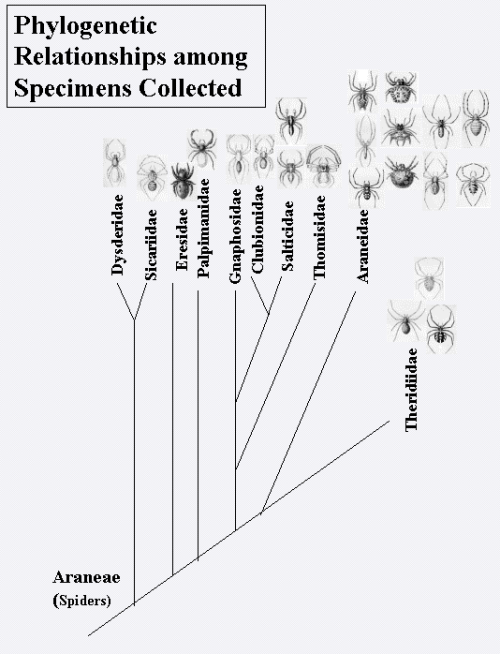 Phylogenetic
Relationships among
Specimens Collected
Dysderidae
Sicariidae
Eresidae
Palpimanidae
Gnaphosidae
Clubionidae
Salticidae
Thomisidae
Araneidae
Theridiidae
Araneae
(Spiders)